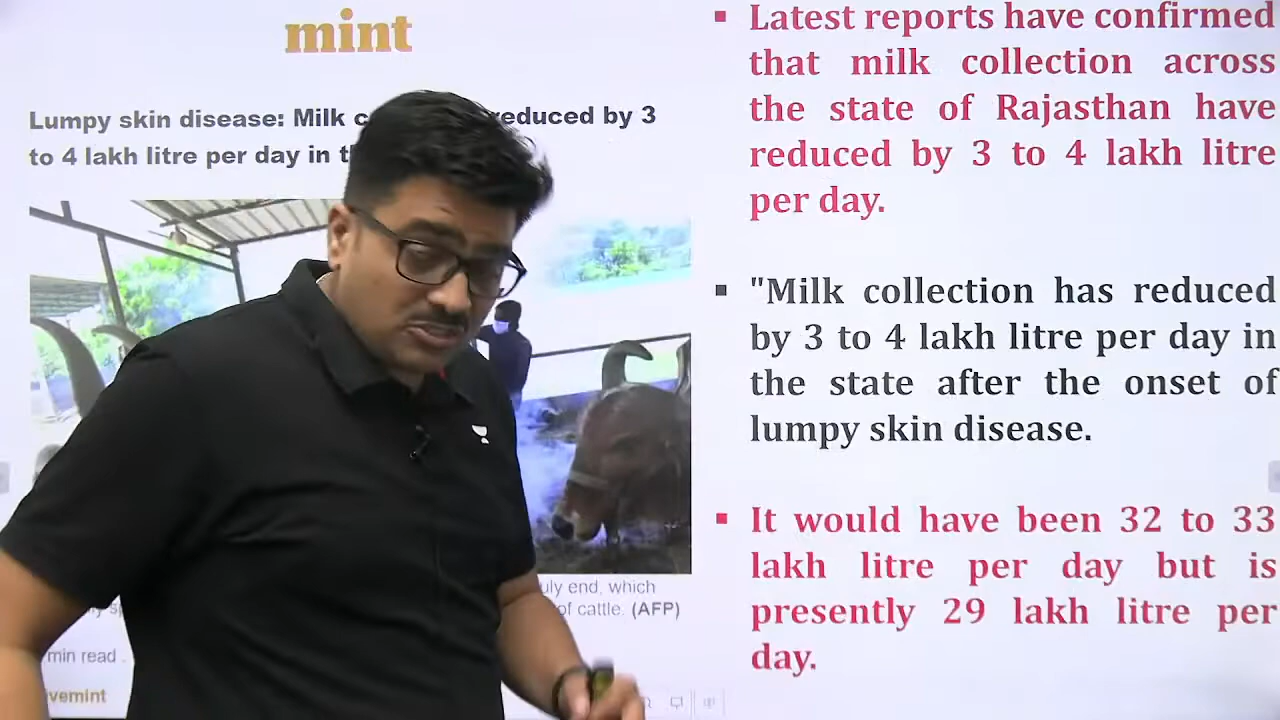 mint
Lumpy skin disease: Milk reduced by 3
to 4 lakh litre per day in
uly end, which
of cattle. (AFP)
min read
vemint
Latest reports have confirmed
that milk collection across
the state of Rajasthan have
reduced by 3 to 4 lakh litre
per day.
"Milk collection has reduced
by 3 to 4 lakh litre per day in
the state after the onset of
lumpy skin disease.
It would have been 32 to 33
lakh litre per day but is
presently 29 lakh litre per
day.